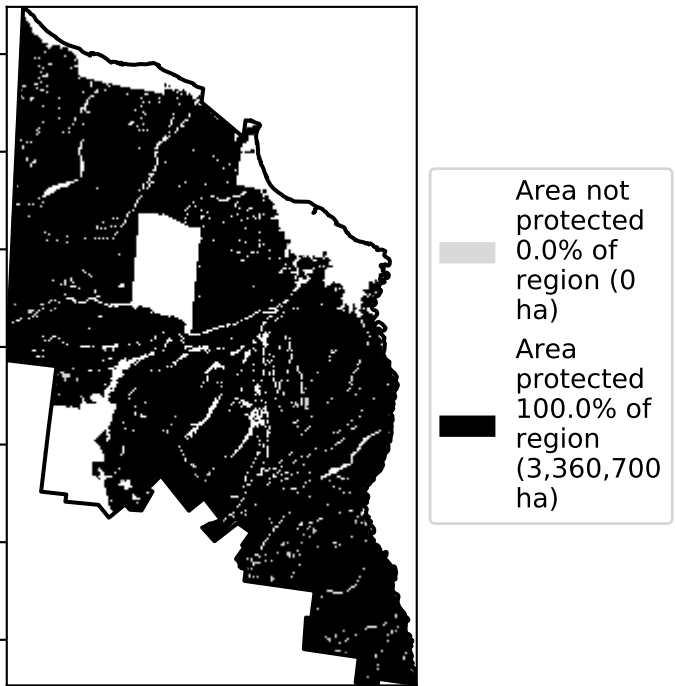 Area not
protected
0.0% of
region (0
ha)
Area
protected
100.0% of
region
(3,360,700
ha)